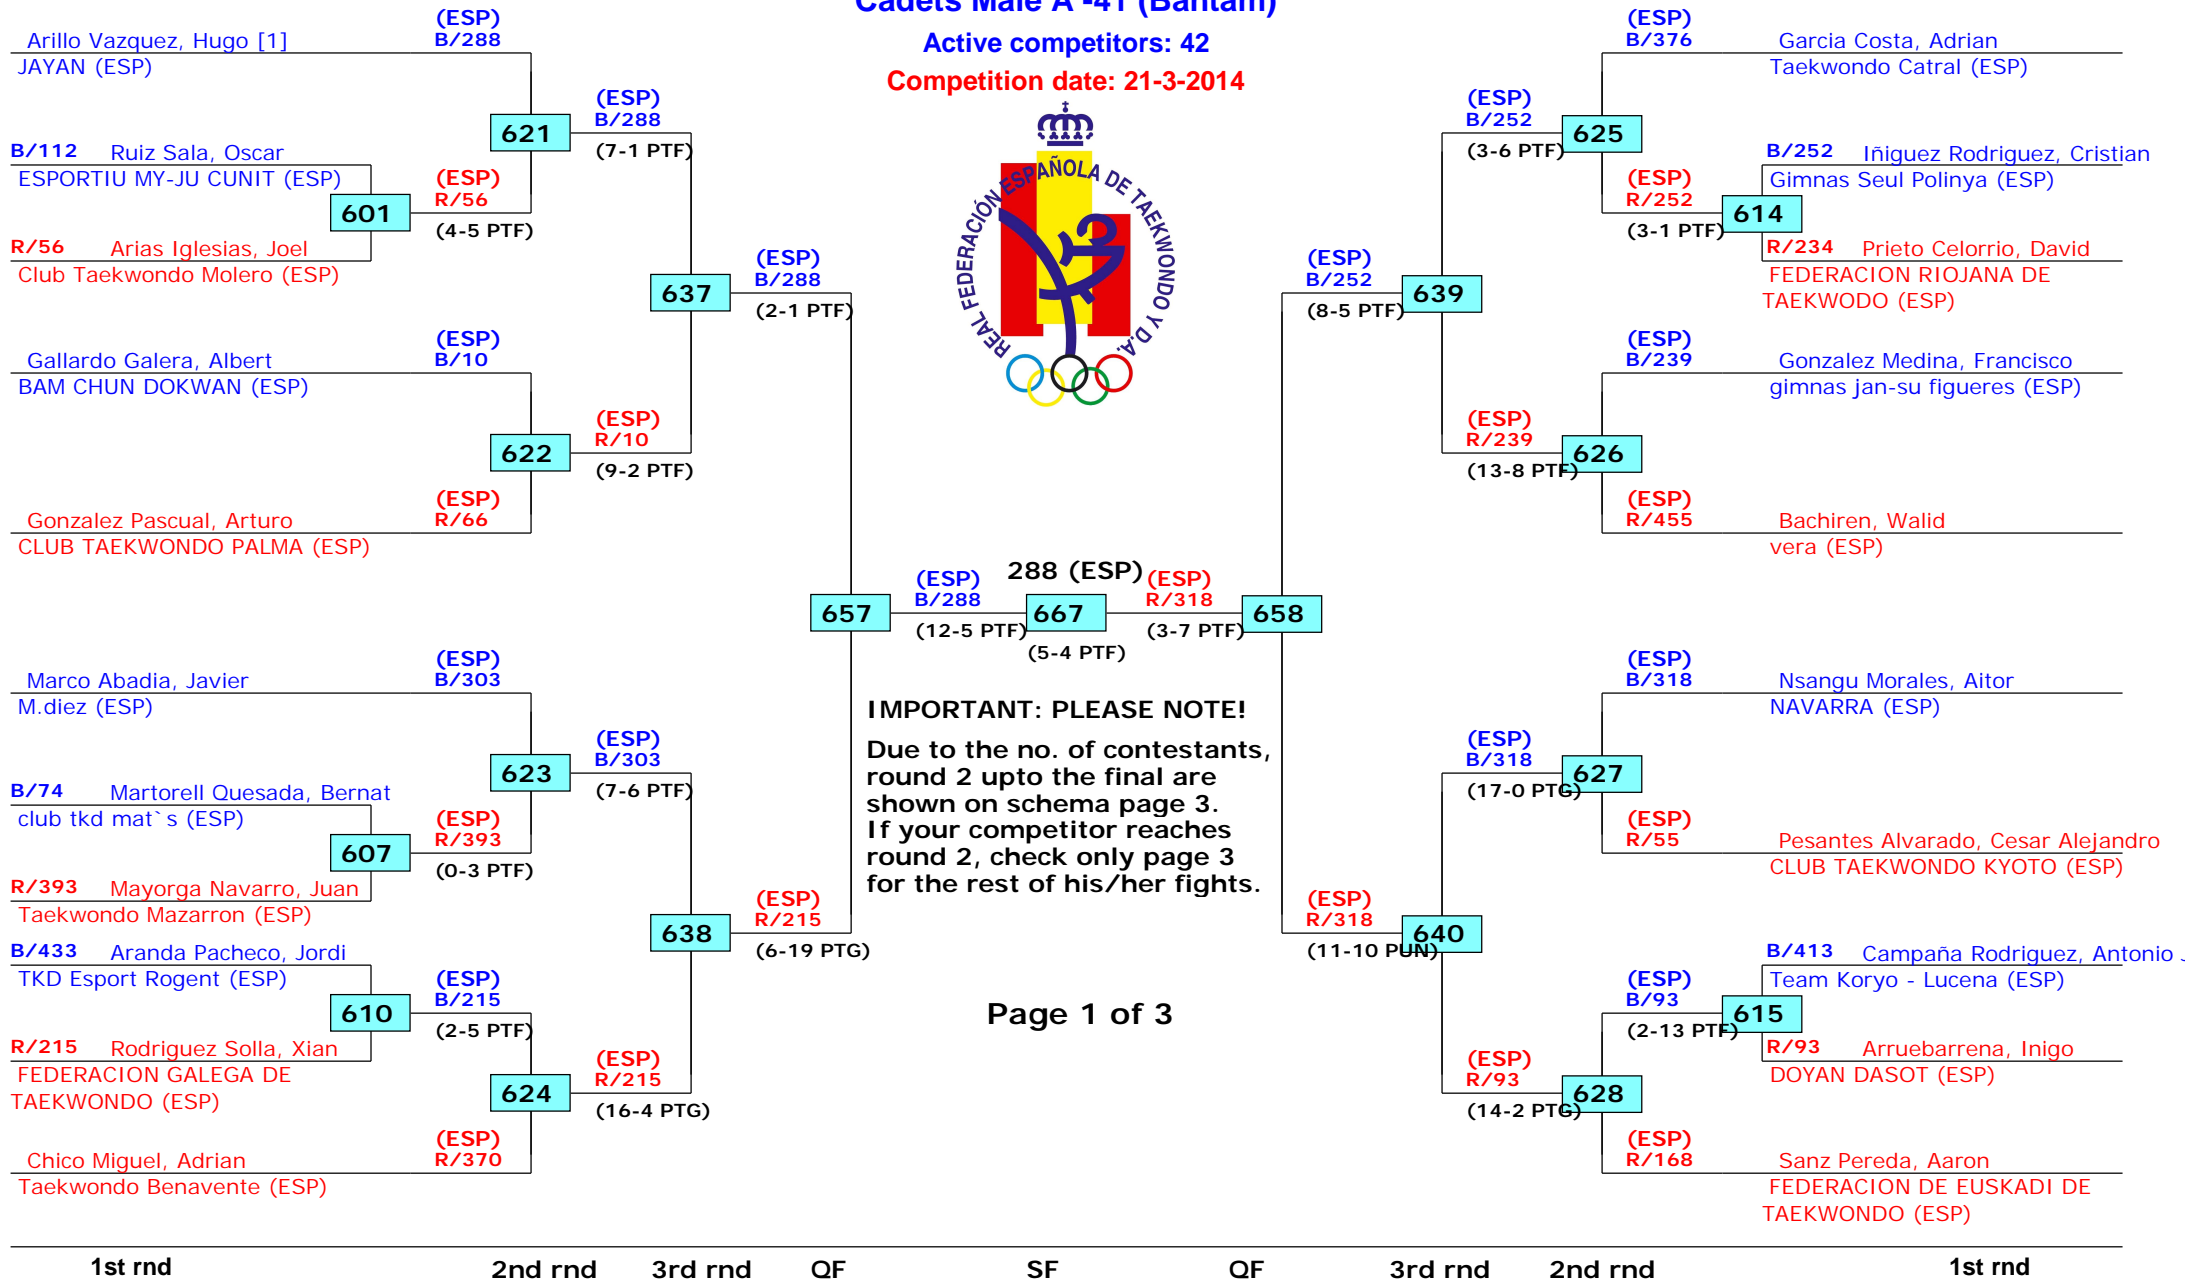 Cadets Male A -41 (Bantam)
Active competitors: 42
Competition date: 21-3-2014
REAL FEDERACIÓN ESPAÑOLA DE TAEKWONDO Y D.A.
Arillo Vazquez, Hugo [1]
JAYAN (ESP)
(ESP)
B/288
B/112 Ruiz Sala, Oscar
ESPORTIU MY-JU CUNIT (ESP)
601
R/56 Arias Iglesias, Joel
Club Taekwondo Molero (ESP)
(ESP)
R/56
(4-5 PTF)
621
(ESP)
B/288
(7-1 PTF)
Gallardo Galera, Albert
BAM CHUN DOKWAN (ESP)
(ESP)
B/10
622
(ESP)
R/10
(9-2 PTF)
Gonzalez Pascual, Arturo
CLUB TAEKWONDO PALMA (ESP)
(ESP)
R/66
637
(ESP)
B/288
(2-1 PTF)
Marco Abadia, Javier
M.diez (ESP)
(ESP)
B/303
B/74 Martorell Quesada, Bernat
club tkd mat`s (ESP)
607
R/393 Mayorga Navarro, Juan
Taekwondo Mazarron (ESP)
(ESP)
R/393
(0-3 PTF)
623
(ESP)
B/303
(7-6 PTF)
B/433 Aranda Pacheco, Jordi
TKD Esport Rogent (ESP)
610
R/215 Rodriguez Solla, Xian
FEDERACION GALEGA DE
TAEKWONDO (ESP)
(ESP)
B/215
(2-5 PTF)
624
(ESP)
R/215
(16-4 PTG)
Chico Miguel, Adrian
Taekwondo Benavente (ESP)
(ESP)
R/370
638
(ESP)
R/215
(6-19 PTG)
657
(ESP)
B/288
(12-5 PTF)
288 (ESP)
667
(5-4 PTF)
(ESP)
R/318
(3-7 PTF)
658
IMPORTANT: PLEASE NOTE!
Due to the no. of contestants,
round 2 upto the final are
shown on schema page 3.
If your competitor reaches
round 2, check only page 3
for the rest of his/her fights.
Page 1 of 3
(ESP)
B/252
(8-5 PTF)
639
(ESP)
B/252
(3-6 PTF)
625
(ESP)
B/376
Garcia Costa, Adrian
Taekwondo Catral (ESP)
(ESP)
R/252
(3-1 PTF)
614
B/252 Iñiguez Rodriguez, Cristian
Gimnas Seul Polinya (ESP)
R/234 Prieto Celorrio, David
FEDERACION RIOJANA DE
TAEKWODO (ESP)
(ESP)
R/239
(13-8 PTF)
626
(ESP)
B/239
Gonzalez Medina, Francisco
gimnas jan-su figueres (ESP)
(ESP)
R/455
Bachiren, Walid
vera (ESP)
(ESP)
R/318
(11-10 PUN)
640
(ESP)
B/318
(17-0 PTG)
627
(ESP)
B/318
Nsangu Morales, Aitor
NAVARRA (ESP)
(ESP)
R/55
Pesantes Alvarado, Cesar Alejandro
CLUB TAEKWONDO KYOTO (ESP)
(ESP)
R/93
(14-2 PTG)
628
(ESP)
B/93
(2-13 PTF)
615
B/413 Campaña Rodriguez, Antonio
Team Koryo - Lucena (ESP)
R/93 Arruebarrena, Inigo
DOYAN DASOT (ESP)
(ESP)
R/168
Sanz Pereda, Aaron
FEDERACION DE EUSKADI DE
TAEKWONDO (ESP)
1st rnd 2nd rnd 3rd rnd QF SF QF 3rd rnd 2nd rnd 1st rnd